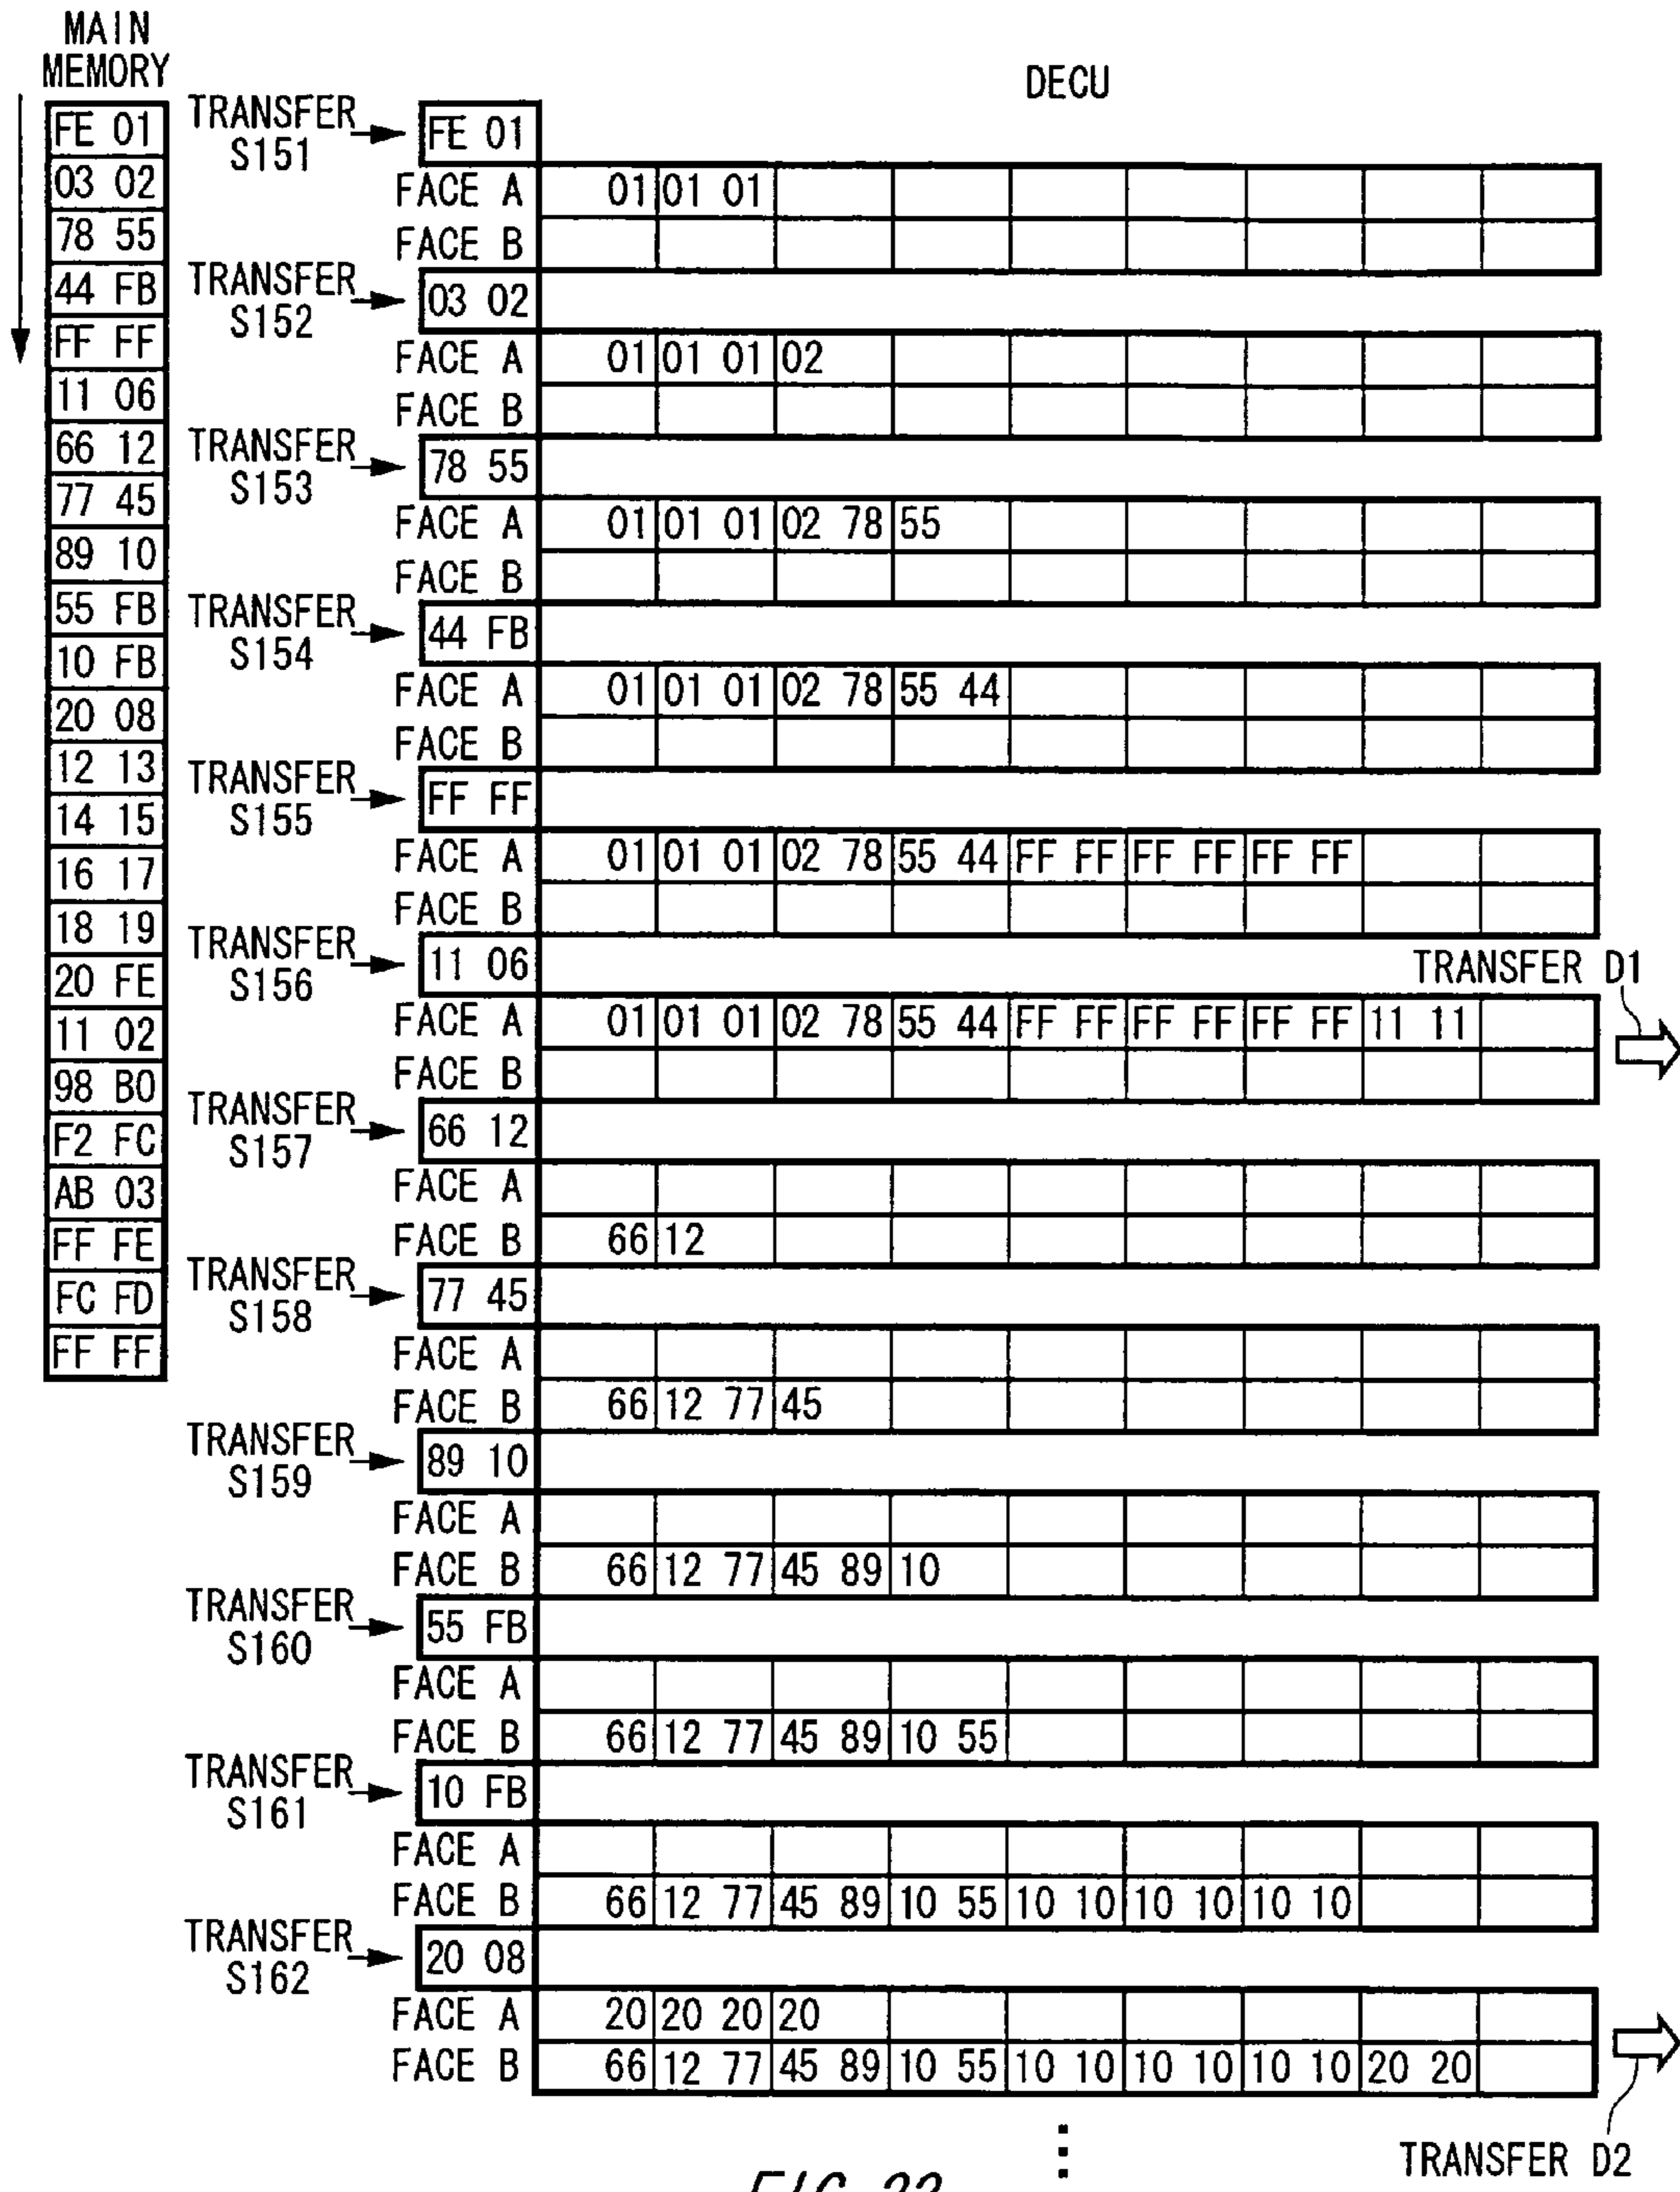 MAIN
MEMORY
FE 01
03 02
78 55
44 FB
FF FF
11 06
66 12
77 45
89 10
55 FB
10 FB
20 08
12 13
14 15
16 17
18 19
20 FE
11 02
98 B0
F2 FC
AB 03
FF FE
FC FD
FF FF
DECU
TRANSFER
S151
FE 01
FACE A 01 01 01
FACE B
TRANSFER
S152
03 02
FACE A 01 01 01 02
FACE B
TRANSFER
S153
78 55
FACE A 01 01 01 02 78 55
FACE B
TRANSFER
S154
44 FB
FACE A 01 01 01 02 78 55 44
FACE B
TRANSFER
S155
FF FF
FACE A 01 01 01 02 78 55 44 FF FF FF FF FF FF
FACE B
TRANSFER
S156
11 06
TRANSFER D1
FACE A 01 01 01 02 78 55 44 FF FF FF FF FF FF 11 11
FACE B
TRANSFER
S157
66 12
FACE A
FACE B 66 12
TRANSFER
S158
77 45
FACE A
FACE B 66 12 77 45
TRANSFER
S159
89 10
FACE A
FACE B 66 12 77 45 89 10
TRANSFER
S160
55 FB
FACE A
FACE B 66 12 77 45 89 10 55
TRANSFER
S161
10 FB
FACE A
FACE B 66 12 77 45 89 10 55 10 10 10 10 10 10
TRANSFER
S162
20 08
FACE A 20 20 20 20
FACE B 66 12 77 45 89 10 55 10 10 10 10 10 10 20 20
TRANSFER D2